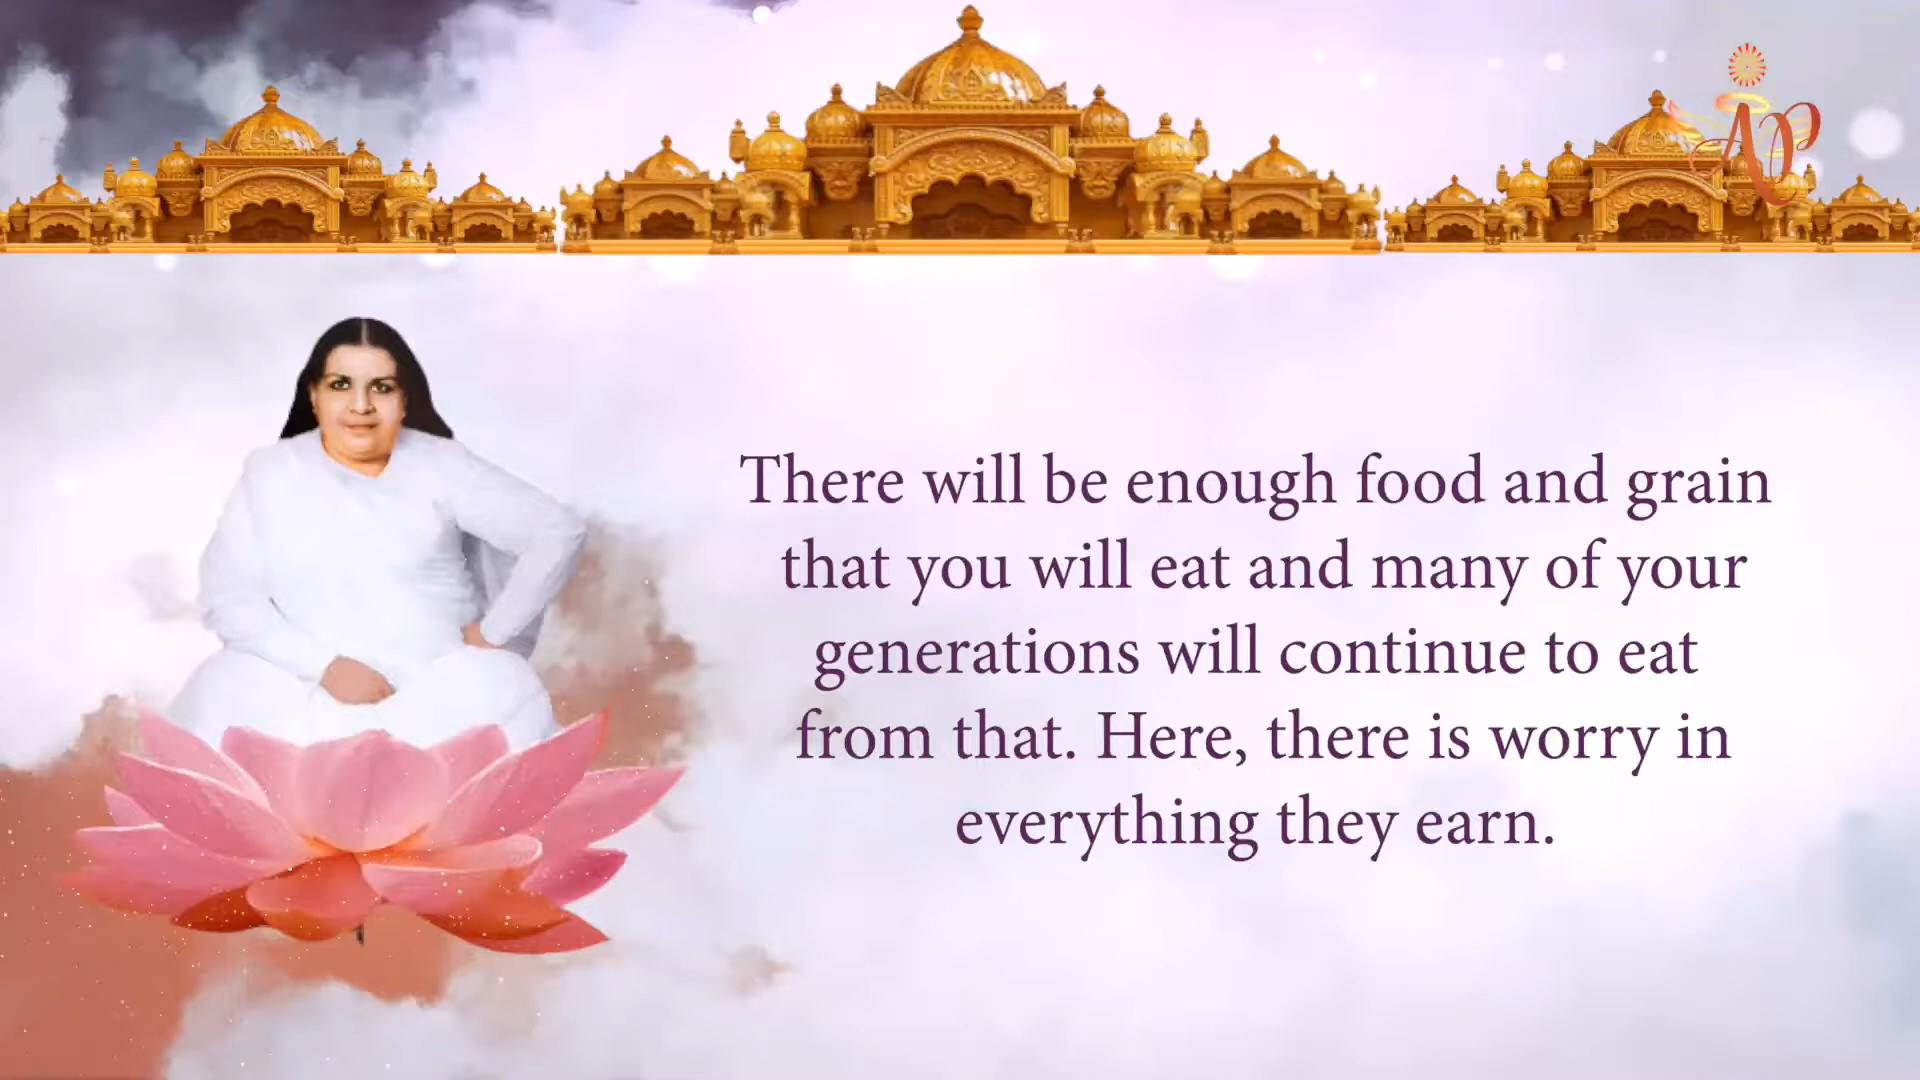 AP
There will be enough food and grain
that you will eat and many of your
generations will continue to eat
from that. Here, there is worry in
everything they earn.